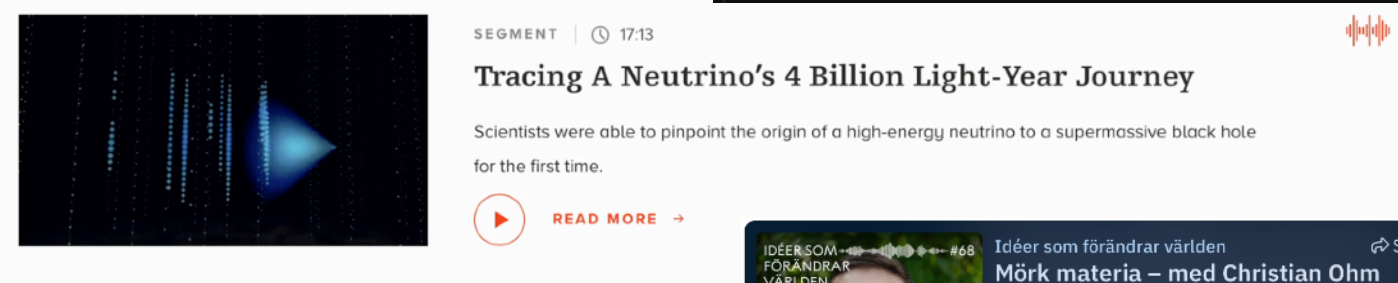 SEGMENT 17:13
Tracing A Neutrino's 4 Billion Light-Year Journey
Scientists were able to pinpoint the origin of a high-energy neutrino to a supermassive black hole
for the first time.
READ MORE →
IDÉER SOM #68
FÖRÄNDRAR
VÄRLDEN
Idéer som förändrar världen
Mörk materia – med Christian Ohm